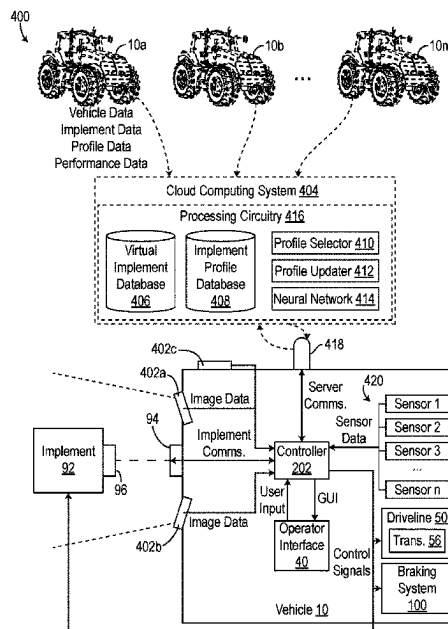 400
10a
10b
...
10n
Vehicle Data
Implement Data
Profile Data
Performance Data
Cloud Computing System 404
Processing Circuitry 416
Virtual
Implement
Database
406
Implement
Profile
Database
408
Profile Selector 410
Profile Updater 412
Neural Network 414
402c
418
402a
420
Image Data
Server
Comms.
Sensor
Data
Sensor 1
Sensor 2
Sensor 3
...
Sensor n
94
Implement
92
96
Implement
Comms.
Controller
202
User
Input
GUI
Image Data
402b
Operator
Interface
40
Control
Signals
Driveline 50
Trans. 56
Braking
System
100
Vehicle 10